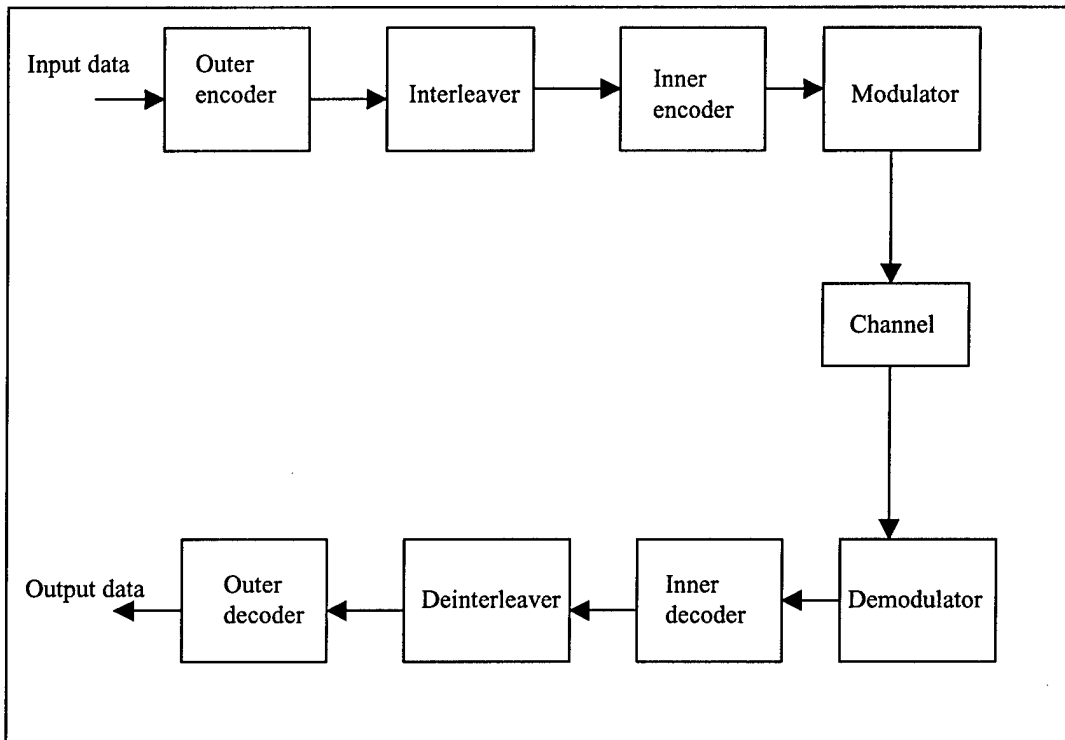 Input data
Outer
encoder
Interleaver
Inner
encoder
Modulator
Channel
Output data
Outer
decoder
Deinterleaver
Inner
decoder
Demodulator